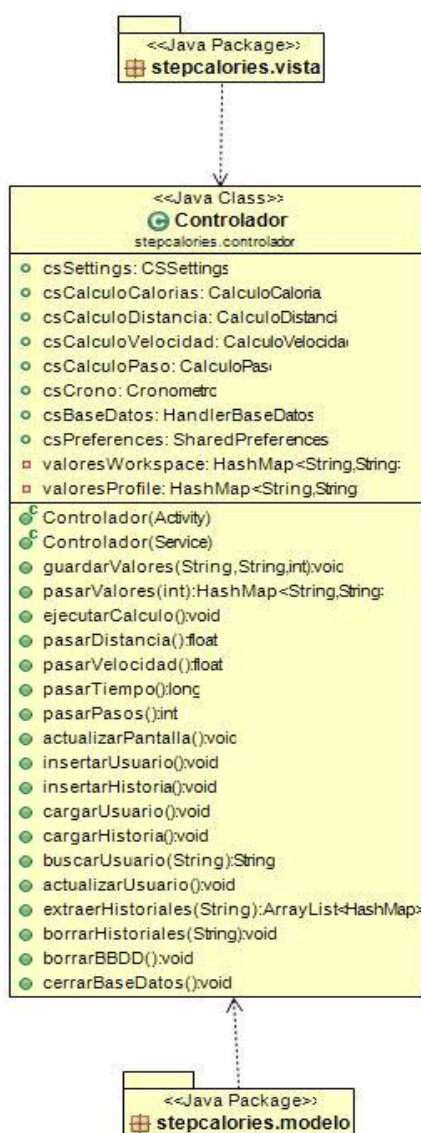 <<Java Package>>
stepcalories.vista
<<Java Class>>
Controlador
stepcalories.controlador
csSettings: CSSettings
csCalculoCalorias: CalculoCaloria
csCalculoDistancia: CalculoDistanci
csCalculoVelocidad: CalculoVelocidad
csCalculoPaso: CalculoPaso
csCrono: Cronometro
csBaseDatos: HandlerBaseDatos
csPreferences: SharedPreferences
valoresWorkspace: HashMap<String,String>
valoresProfile: HashMap<String,String
Controlador(Activity)
Controlador(Service)
guardarValores(String,String,int):void
pasarValores(int):HashMap<String,String>
ejecutarCalculo():void
pasarDistancia():float
pasarVelocidad():float
pasarTiempo():long
pasarPasos():int
actualizarPantalla():void
insertarUsuario():void
insertarHistoria():void
cargarUsuario():void
cargarHistoria():void
buscarUsuario(String):String
actualizarUsuario():void
extraerHistoriales(String):ArrayList<HashMap>
borrarHistoriales(String):void
borrarBBDD():void
cerrarBaseDatos():void
<<Java Package>>
stepcalories.modelo